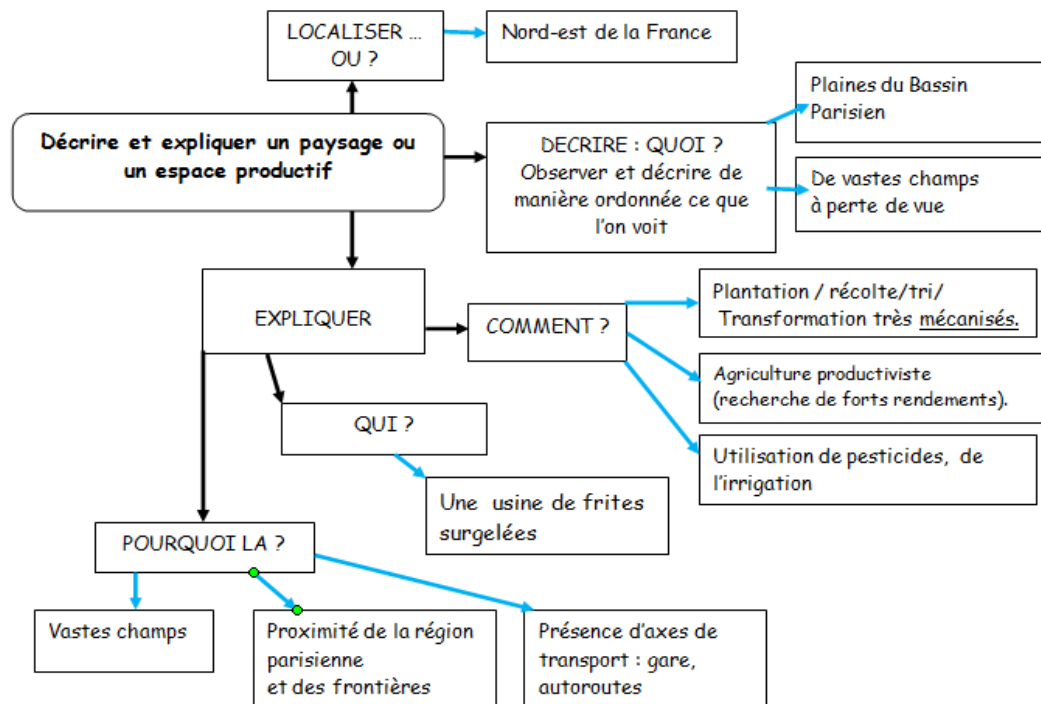 LOCALISER …
OU ?
Nord-est de la France
Décrire et expliquer un paysage ou
un espace productif
DECRIRE : QUOI ?
Observer et décrire de
manière ordonnée ce que
l'on voit
Plaines du Bassin
Parisien
De vastes champs
à perte de vue
EXPLIQUER
COMMENT ?
Plantation / récolte/tri/
Transformation très mécanisés.
Agriculture productiviste
(recherche de forts rendements).
Utilisation de pesticides, de
l'irrigation
QUI ?
Une usine de frites
surgelées
POURQUOI LA ?
Vastes champs
Proximité de la région
parisienne
et des frontières
Présence d'axes de
transport : gare,
autoroutes